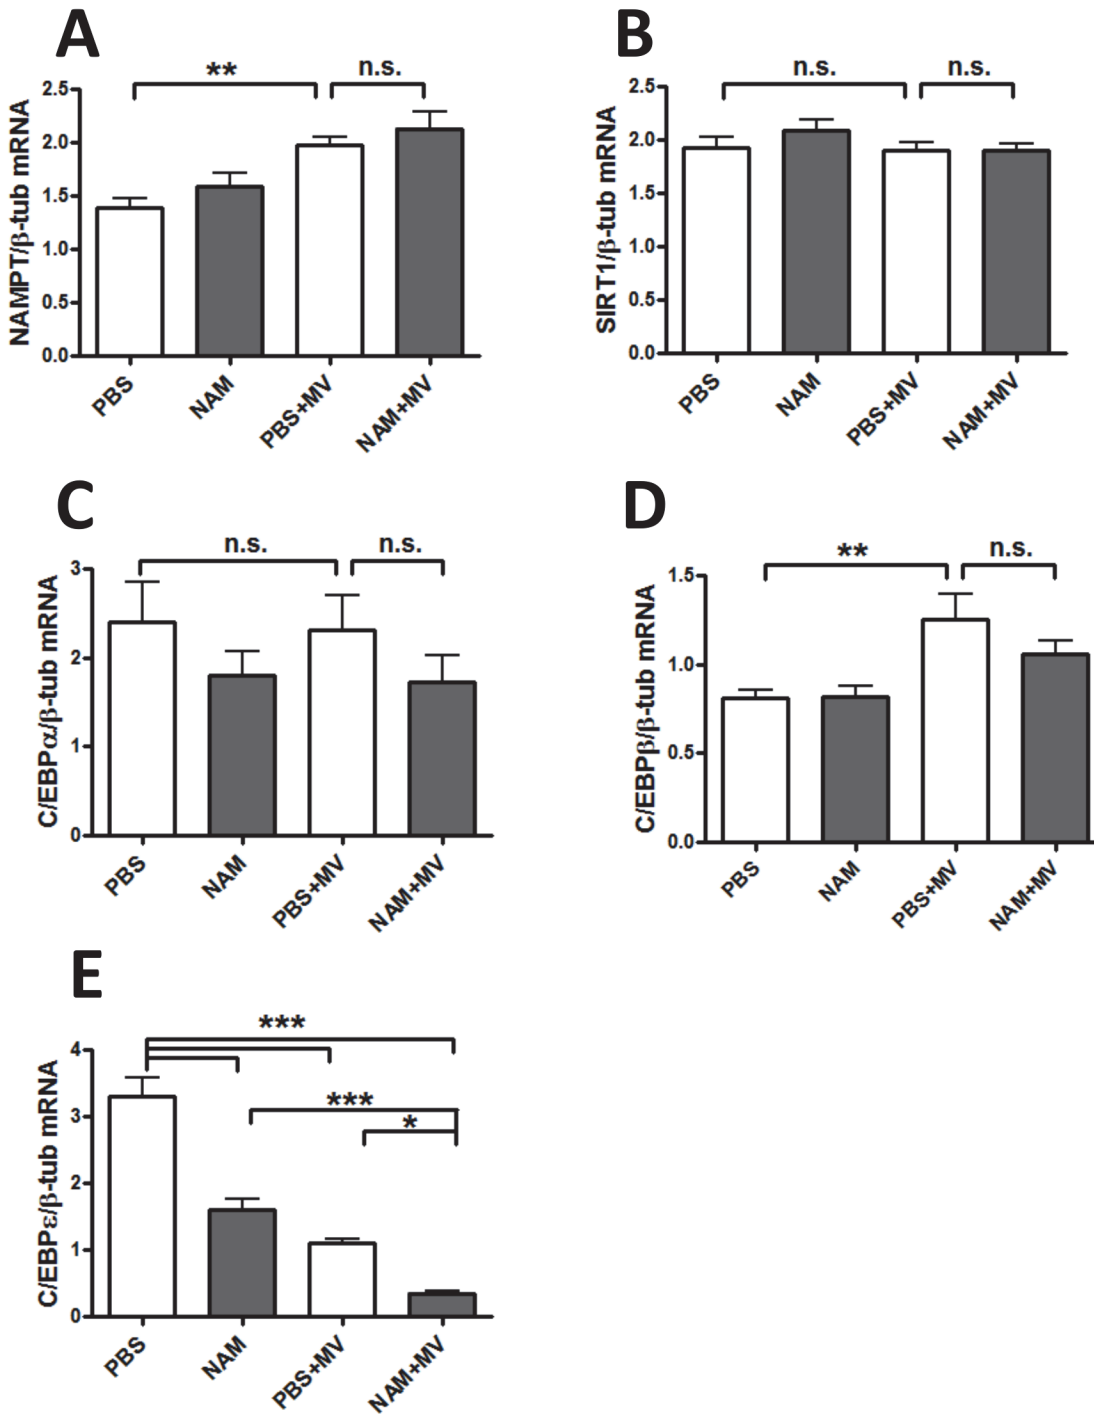 A
** n.s.
NAMPT/β-tub mRNA
2.5
2.0
1.5
1.0
0.5
0.0
PBS NAM PBS+MV NAM+MV
B
n.s. n.s.
SIRT1/β-tub mRNA
2.5
2.0
1.5
1.0
0.5
0.0
PBS NAM PBS+MV NAM+MV
C
n.s. n.s.
C/EBPα/β-tub mRNA
3
2
1
0
PBS NAM PBS+MV NAM+MV
D
** n.s.
C/EBPβ/β-tub mRNA
1.5
1.0
0.5
0.0
PBS NAM PBS+MV NAM+MV
E
***
***
*
C/EBPε/β-tub mRNA
4
3
2
1
0
PBS NAM PBS+MV NAM+MV